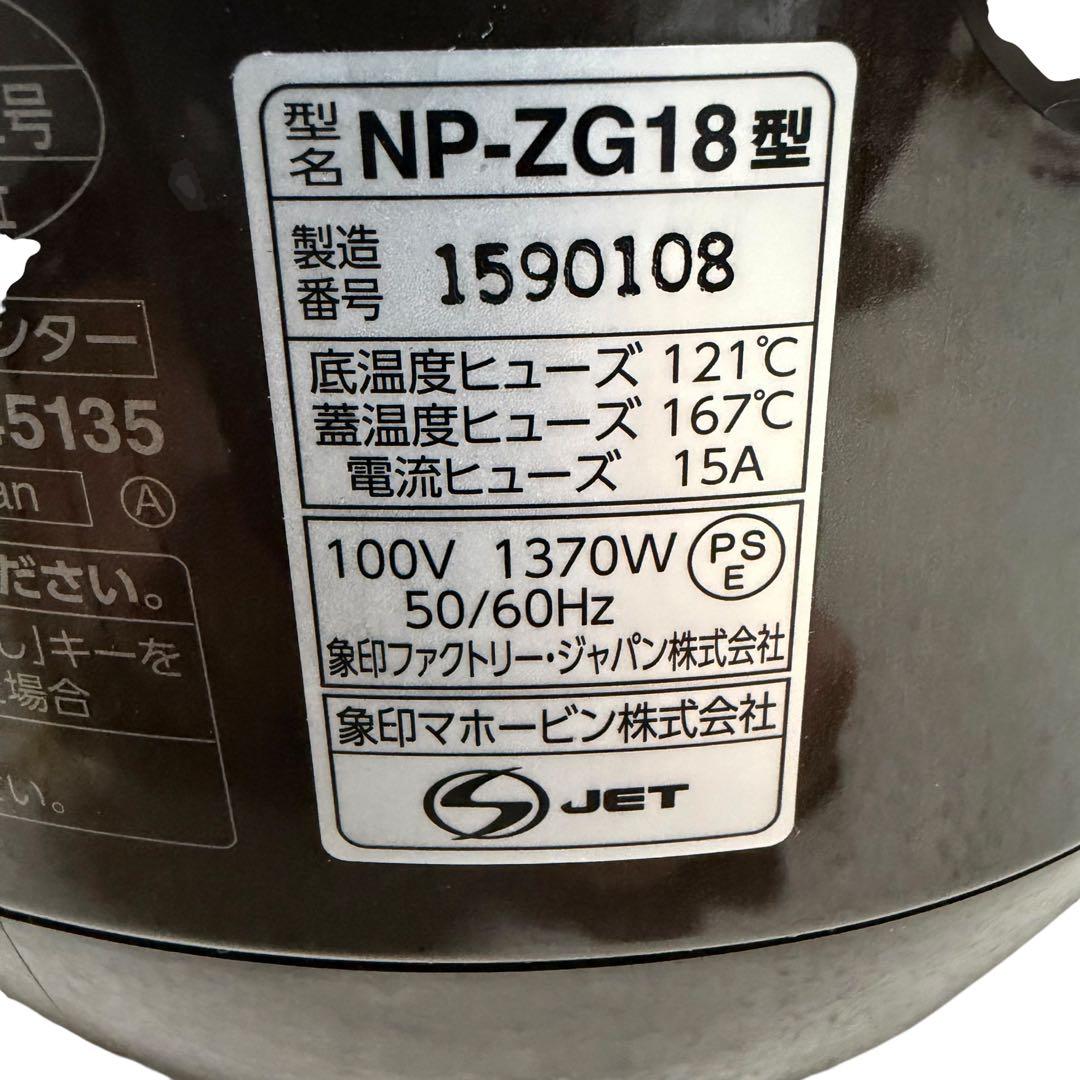 型名 NP-ZG18型
製造番号 1590108
底温度ヒューズ 121℃
蓋温度ヒューズ 167℃
電流ヒューズ 15A
100V 1370W PSE
50/60Hz
象印ファクトリー・ジャパン株式会社
象印マホービン株式会社
S JET
号
ンター
5135
an A
ださい。
し」キーを
場合
い。